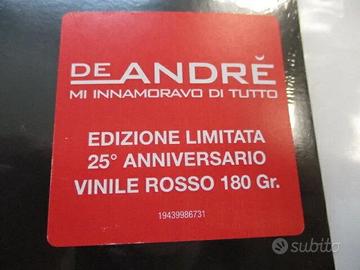 DE ANDRĚ
MI INNAMORAVO DI TUTTO
EDIZIONE LIMITATA
25° ANNIVERSARIO
VINILE ROSSO 180 Gr.
19439986731
subito